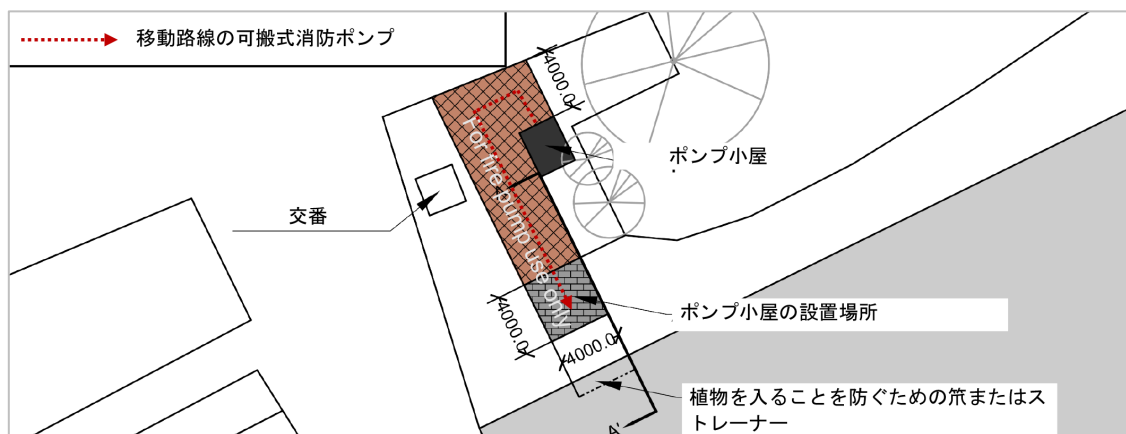 移動路線の可搬式消防ポンプ
4000.0
ポンプ小屋
For fire pump use only
交番
4000.0
ポンプ小屋の設置場所
4000.0
植物を入ることを防ぐための笊またはス
トレーナー
A'